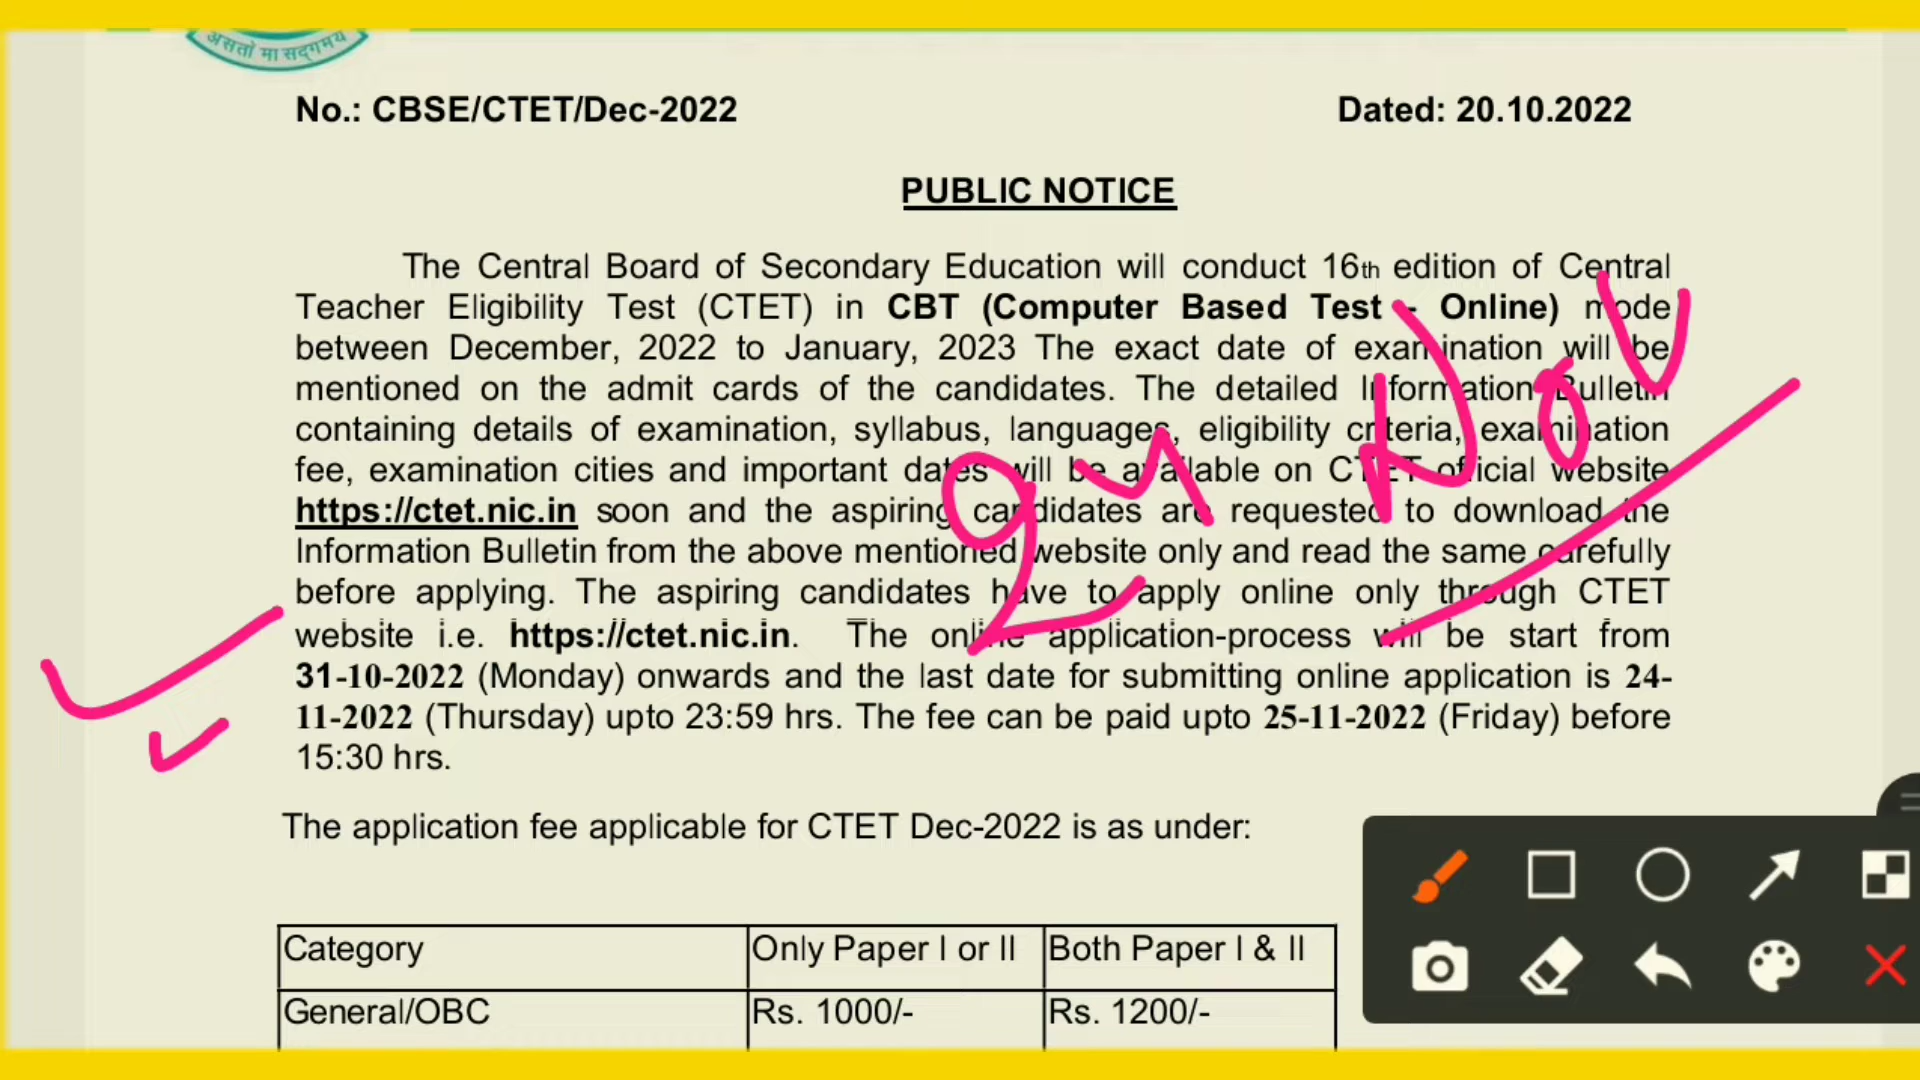 असतो मा सद्गमय
No.: CBSE/CTET/Dec-2022 Dated: 20.10.2022
PUBLIC NOTICE
The Central Board of Secondary Education will conduct 16th edition of Central
Teacher Eligibility Test (CTET) in CBT (Computer Based Test - Online) mode
between December, 2022 to January, 2023 The exact date of examination will be
mentioned on the admit cards of the candidates. The detailed Information Bulletin
containing details of examination, syllabus, languages, eligibility criteria, examination
fee, examination cities and important dates will be available on CTET official website
https://ctet.nic.in soon and the aspiring candidates are requested to download the
Information Bulletin from the above mentioned website only and read the same carefully
before applying. The aspiring candidates have to apply online only through CTET
website i.e. https://ctet.nic.in. The online application-process will be start from
31-10-2022 (Monday) onwards and the last date for submitting online application is 24-
11-2022 (Thursday) upto 23:59 hrs. The fee can be paid upto 25-11-2022 (Friday) before
15:30 hrs.
24 Nov
The application fee applicable for CTET Dec-2022 is as under:
Category Only Paper I or II Both Paper I & II
General/OBC Rs. 1000/- Rs. 1200/-